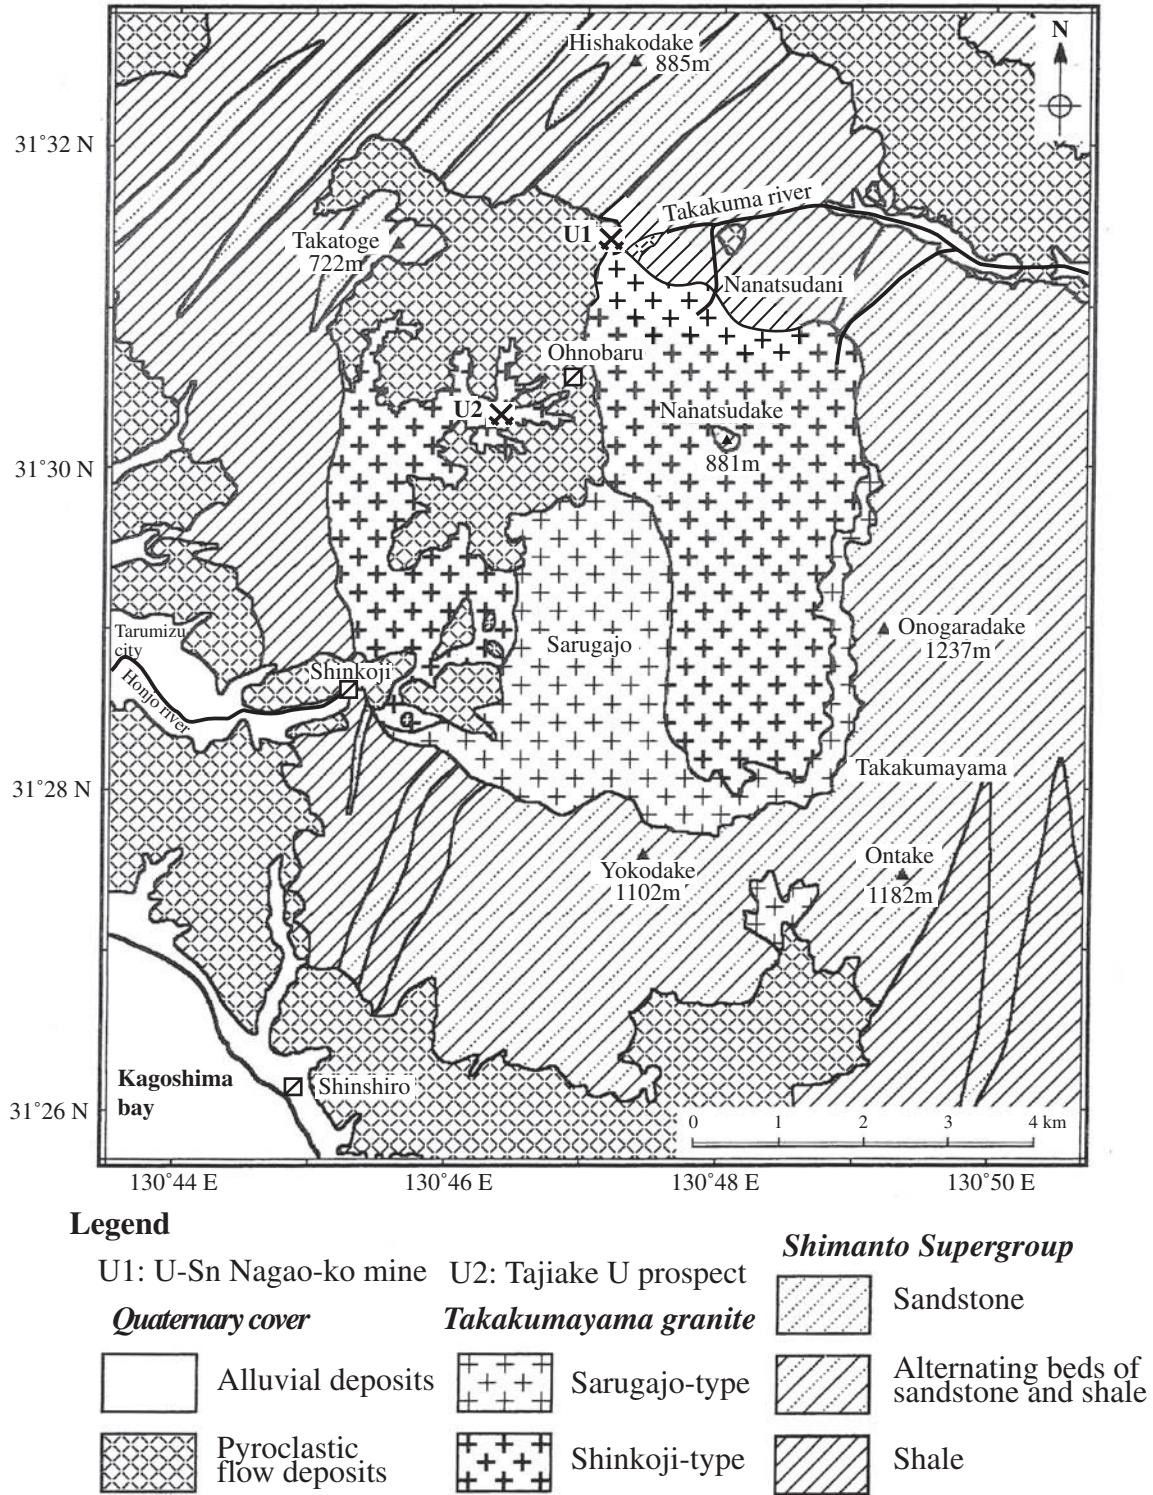 Hishakodake
885m
N
31°32 N
Takakuma river
U1
Takatoge
722m
Nanatsudani
Ohnobaru
U2
Nanatsudake
881m
31°30 N
Tarumizu
city
Honjo river
Shinkoji
Sarugajo
Onogaradake
1237m
31°28 N
Takakumayama
Yokodake
1102m
Ontake
1182m
Kagoshima
bay
Shinshiro
31°26 N
0 1 2 3 4 km
130°44 E 130°46 E 130°48 E 130°50 E
Legend
U1: U-Sn Nagao-ko mine U2: Tajiake U prospect
Quaternary cover
Alluvial deposits
Pyroclastic
flow deposits
Takakumayama granite
Sarugajo-type
Shinkoji-type
Shimanto Supergroup
Sandstone
Alternating beds of
sandstone and shale
Shale